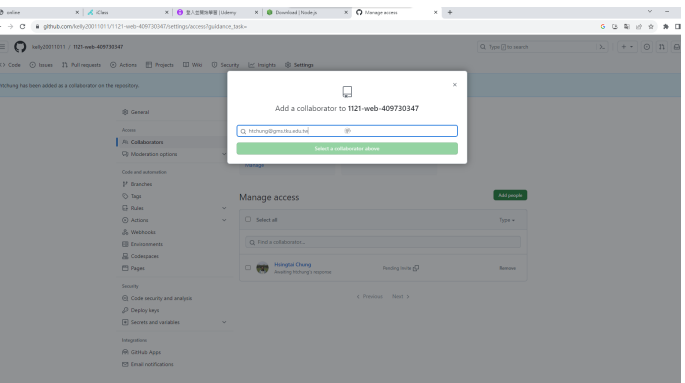 online
iClass
登入並開始學習 | Udemy
Download | Node.js
Manage access
github.com/kelly20011011/1121-web-409730347/settings/access?guidance_task=
kelly20011011 / 1121-web-409730347
Type / to search
Code
Issues
Pull requests
Actions
Projects
Wiki
Security
Insights
Settings
htchung has been added as a collaborator on the repository.
Add a collaborator to 1121-web-409730347
htchung@gms.tku.edu.tw
Select a collaborator above
General
Access
Collaborators
Moderation options
Code and automation
Branches
Tags
Rules
Actions
Webhooks
Environments
Codespaces
Pages
Security
Code security and analysis
Deploy keys
Secrets and variables
Integrations
GitHub Apps
Email notifications
Manage
Manage access
Add people
Select all
Type
Find a collaborator...
Hsingtai Chung
Awaiting htchung's response
Pending Invite
Remove
Previous Next